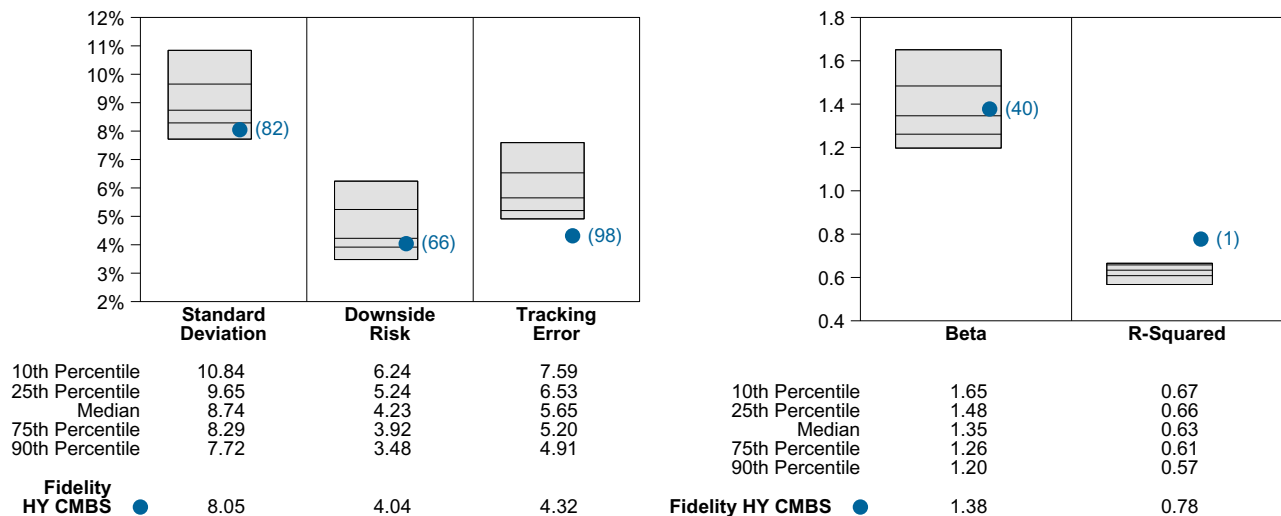 12%
11%
10%
9%
8%
7%
6%
5%
4%
3%
2%
(82)
(66)
(98)
Standard Deviation
Downside Risk
Tracking Error
10th Percentile 10.84 6.24 7.59
25th Percentile 9.65 5.24 6.53
Median 8.74 4.23 5.65
75th Percentile 8.29 3.92 5.20
90th Percentile 7.72 3.48 4.91
Fidelity
HY CMBS 8.05 4.04 4.32
1.8
1.6
1.4
1.2
1.0
0.8
0.6
0.4
(40)
(1)
Beta R-Squared
10th Percentile 1.65 0.67
25th Percentile 1.48 0.66
Median 1.35 0.63
75th Percentile 1.26 0.61
90th Percentile 1.20 0.57
Fidelity HY CMBS 1.38 0.78